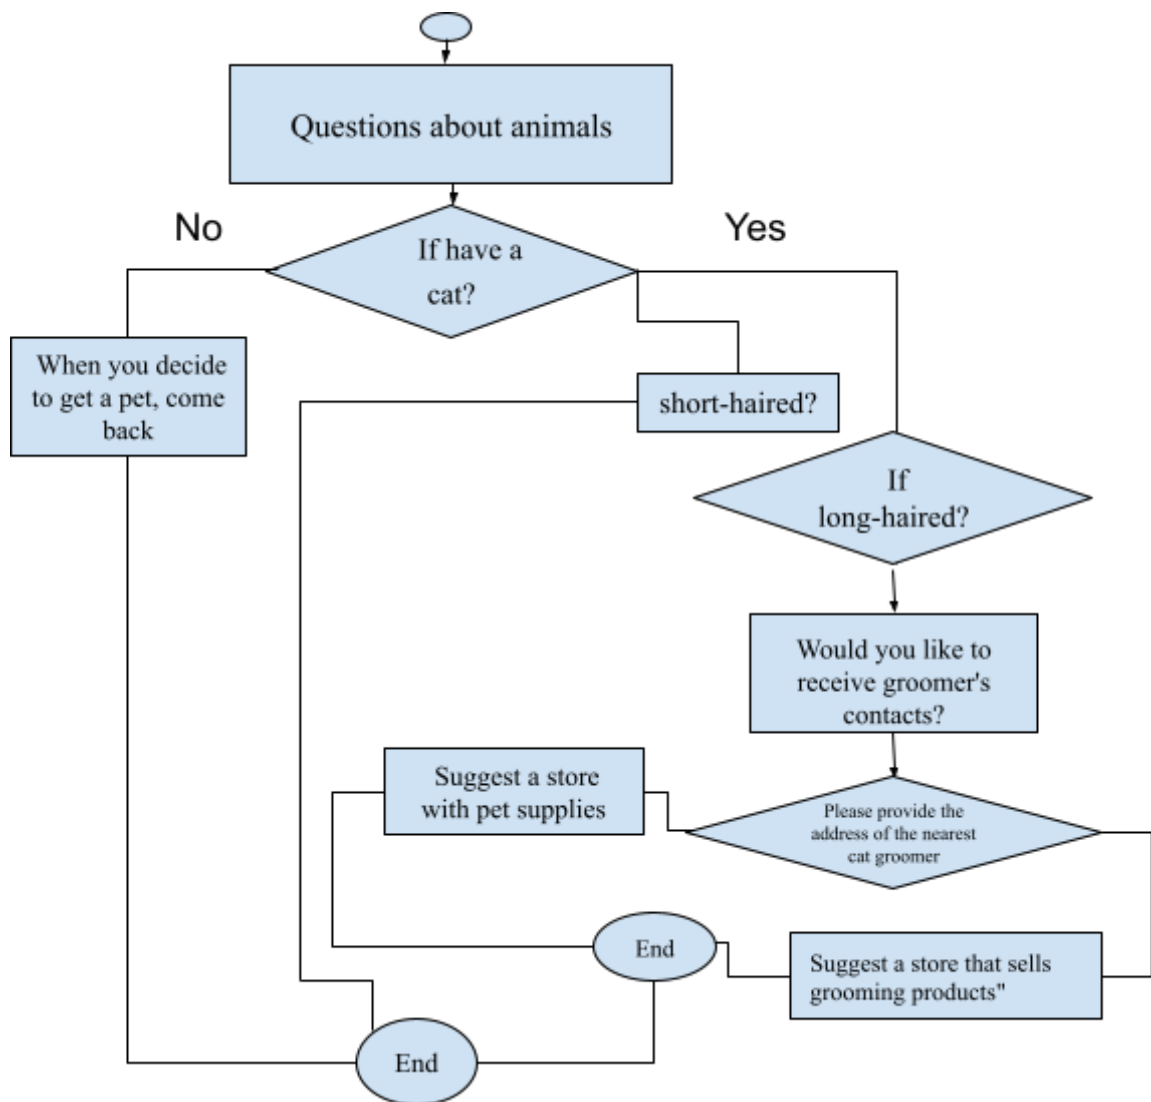 Questions about animals
No
Yes
If have a
cat?
When you decide
to get a pet, come
back
short-haired?
If
long-haired?
Would you like to
receive groomer's
contacts?
Suggest a store
with pet supplies
Please provide the
address of the nearest
cat groomer
End
Suggest a store that sells
grooming products"
End